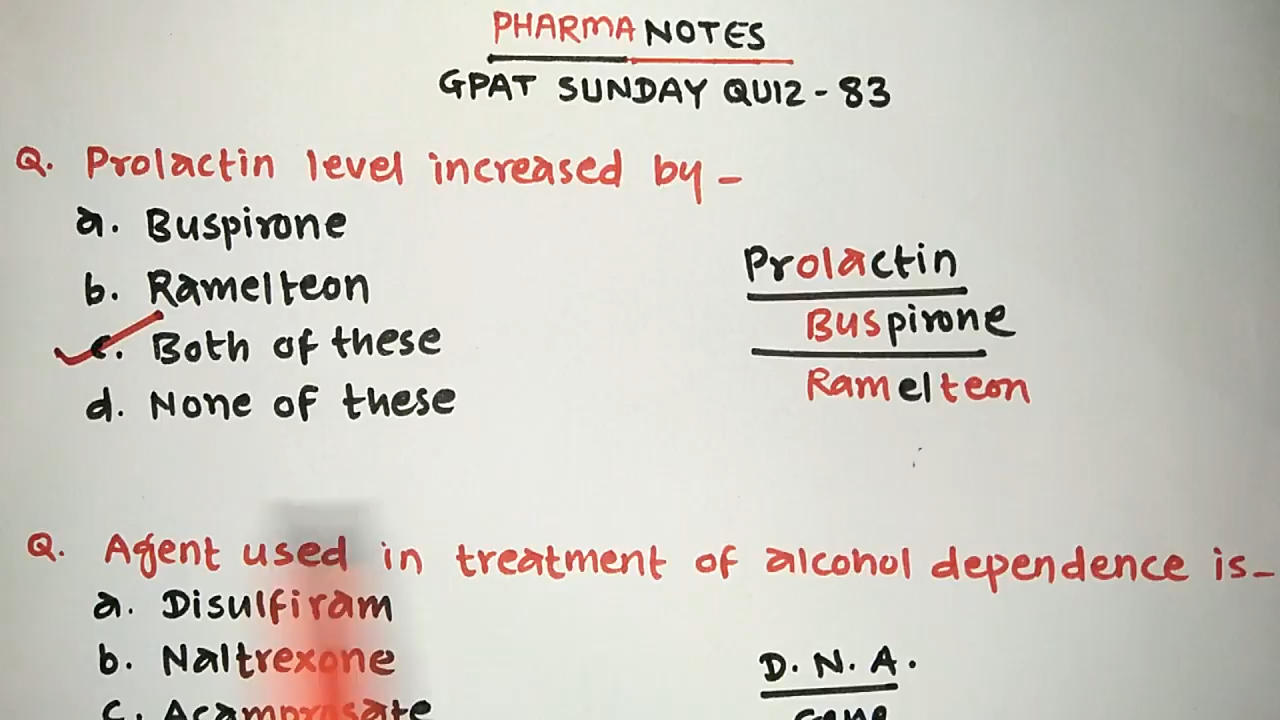 PHARMA NOTES
GPAT SUNDAY QUIZ - 83
Q. Prolactin level increased by -
a. Buspirone
b. Ramelteon
c. Both of these
d. None of these
Prolactin
Buspirone
Ramelteon
Q. Agent used in treatment of alcohol dependence is -
a. Disulfiram
b. Naltrexone
c. Acamprosate
D. N. A.